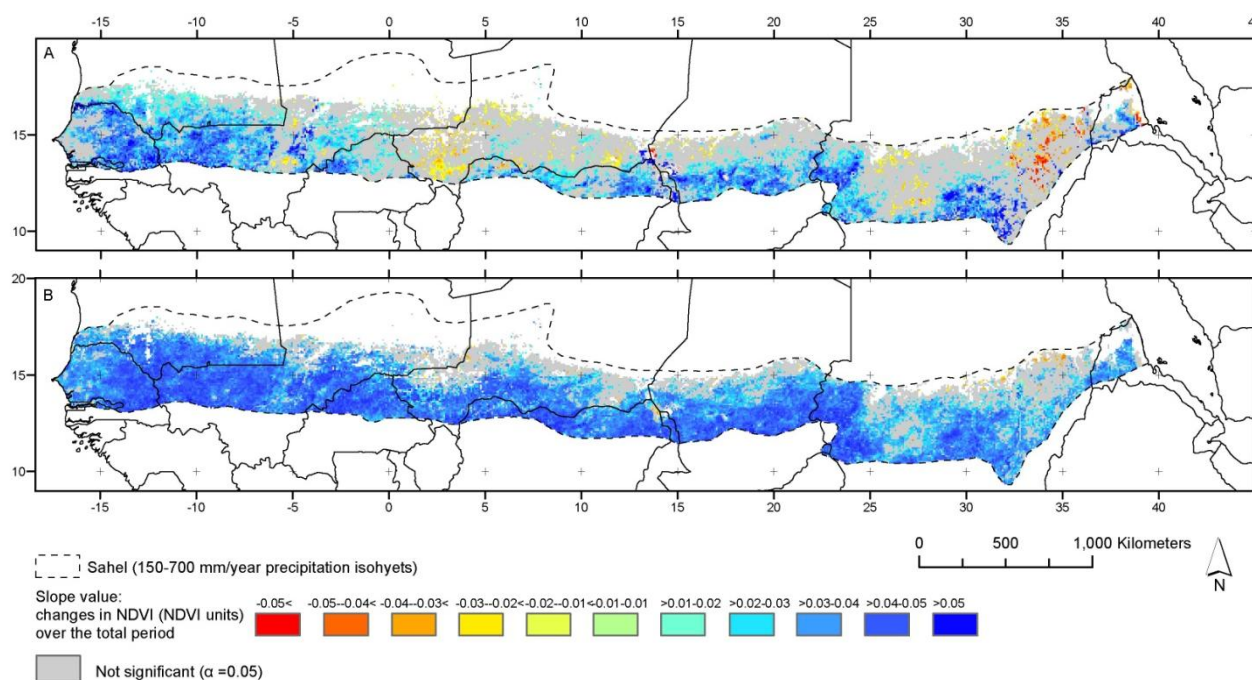 -15 -10 -5 0 5 10 15 20 25 30 35 40 45
A
15
10
20
B
15
10
-15 -10 -5 0 5 10 15 20 25 30 35 40
0 500 1,000 Kilometers
N
Sahel (150-700 mm/year precipitation isohyets)
Slope value:
changes in NDVI (NDVI units)
over the total period
-0.05< -0.05--0.04< -0.04--0.03< -0.03--0.02< -0.02--0.01< -0.01-0.01 >0.01-0.02 >0.02-0.03 >0.03-0.04 >0.04-0.05 >0.05
Not significant (α =0.05)